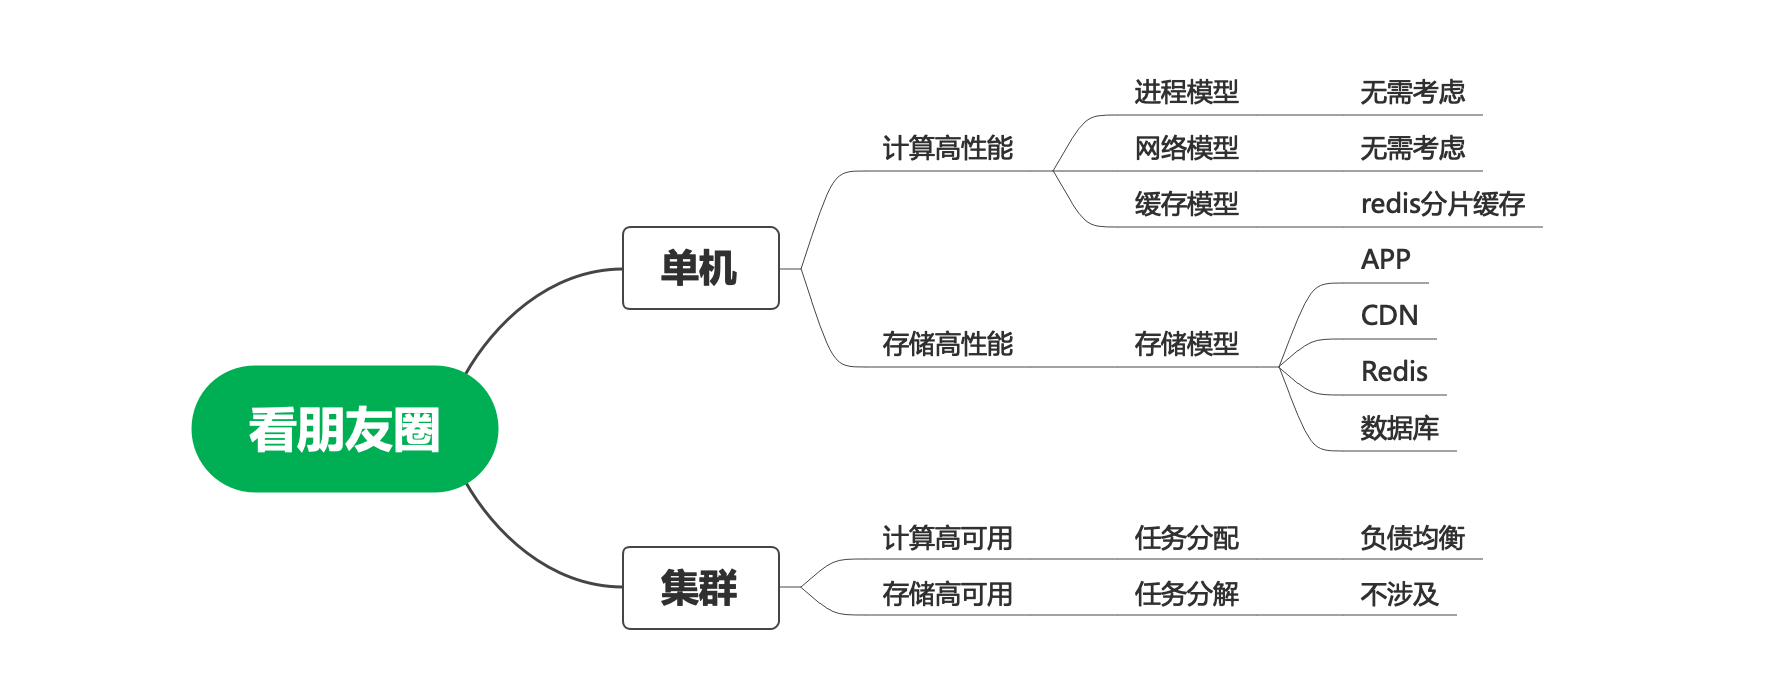 看朋友圈
单机
计算高性能
进程模型
无需考虑
网络模型
无需考虑
缓存模型
redis分片缓存
存储高性能
存储模型
APP
CDN
Redis
数据库
集群
计算高可用
任务分配
负债均衡
存储高可用
任务分解
不涉及